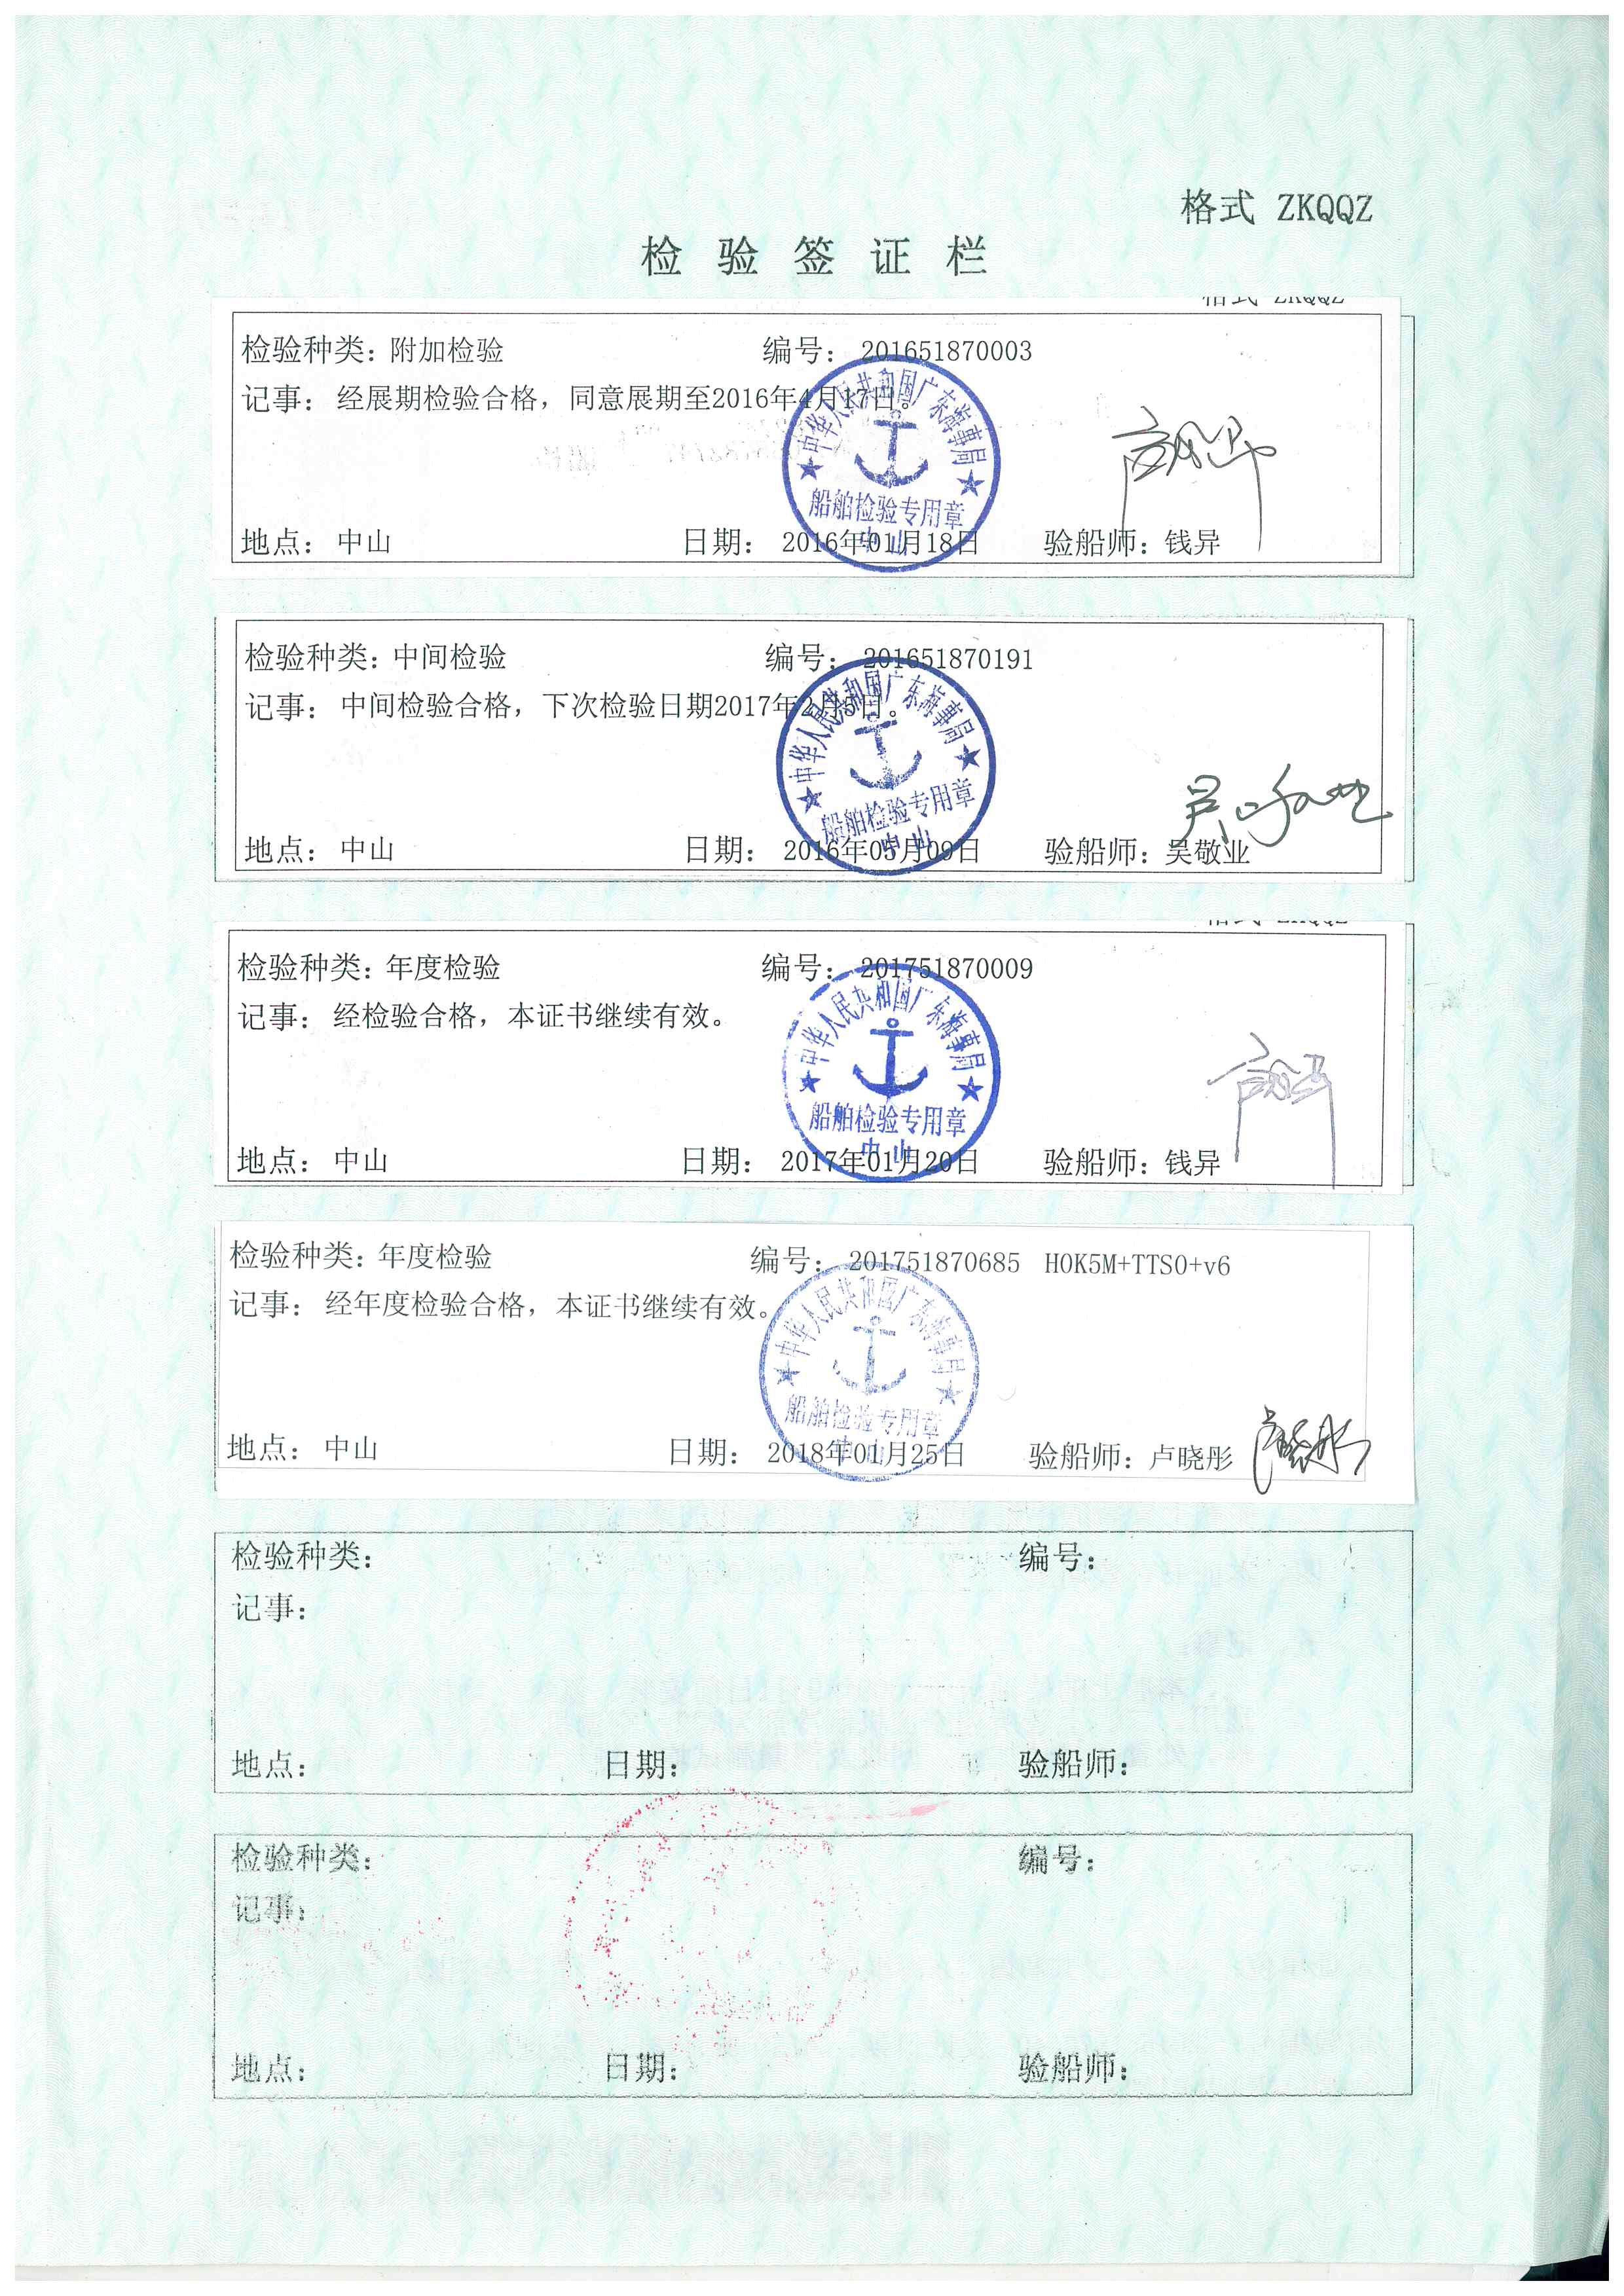 格式 ZKQQZ
检验签证栏
格式 ZKQQZ
检验种类：附加检验 编号：201651870003
记事：经展期检验合格，同意展期至2016年4月17日。
中华人民共和国广东海事局
船舶检验专用章
中山
地点：中山 日期：2016年01月18日 验船师：钱异
检验种类：中间检验 编号：201651870191
记事：中间检验合格，下次检验日期2017年2月5日。
中华人民共和国广东海事局
船舶检验专用章
中山
地点：中山 日期：2016年05月09日 验船师：吴敬业
格式 ZKQQZ
检验种类：年度检验 编号：201751870009
记事：经检验合格，本证书继续有效。
中华人民共和国广东海事局
船舶检验专用章
中山
地点：中山 日期：2017年01月20日 验船师：钱异
检验种类：年度检验 编号：201751870685 HOK5M+TTSO+v6
记事：经年度检验合格，本证书继续有效。
中华人民共和国广东海事局
船舶检验专用章
中山
地点：中山 日期：2018年01月25日 验船师：卢晓彤
卢晓彤
检验种类： 编号：
记事：
地点： 日期： 验船师：
检验种类： 编号：
记事：
地点： 日期： 验船师：